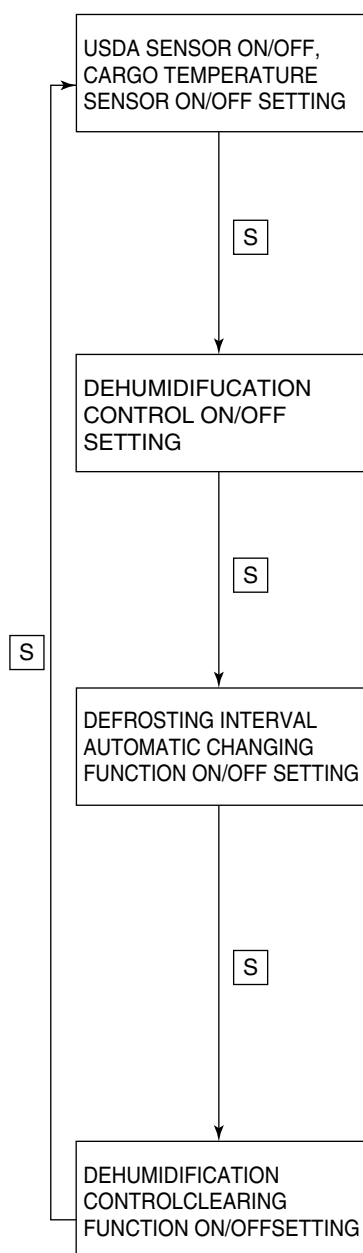 USDA SENSOR ON/OFF,
CARGO TEMPERATURE
SENSOR ON/OFF SETTING
S
DEHUMIDIFUCATION
CONTROL ON/OFF
SETTING
S
S
DEFROSTING INTERVAL
AUTOMATIC CHANGING
FUNCTION ON/OFF SETTING
S
DEHUMIDIFICATION
CONTROLCLEARING
FUNCTION ON/OFFSETTING